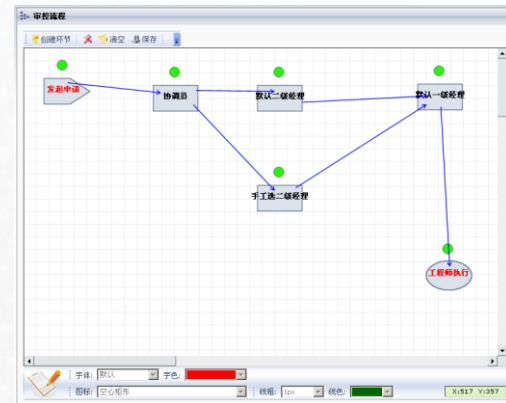 审控流程
创建环节 清空 保存
发起申请
协调员
默认二级经理
默认一级经理
手工选二级经理
工程师执行
字体: 默认 字色:
图标: 空心矩形 线粗: 1px 线色:
X:517 Y:357